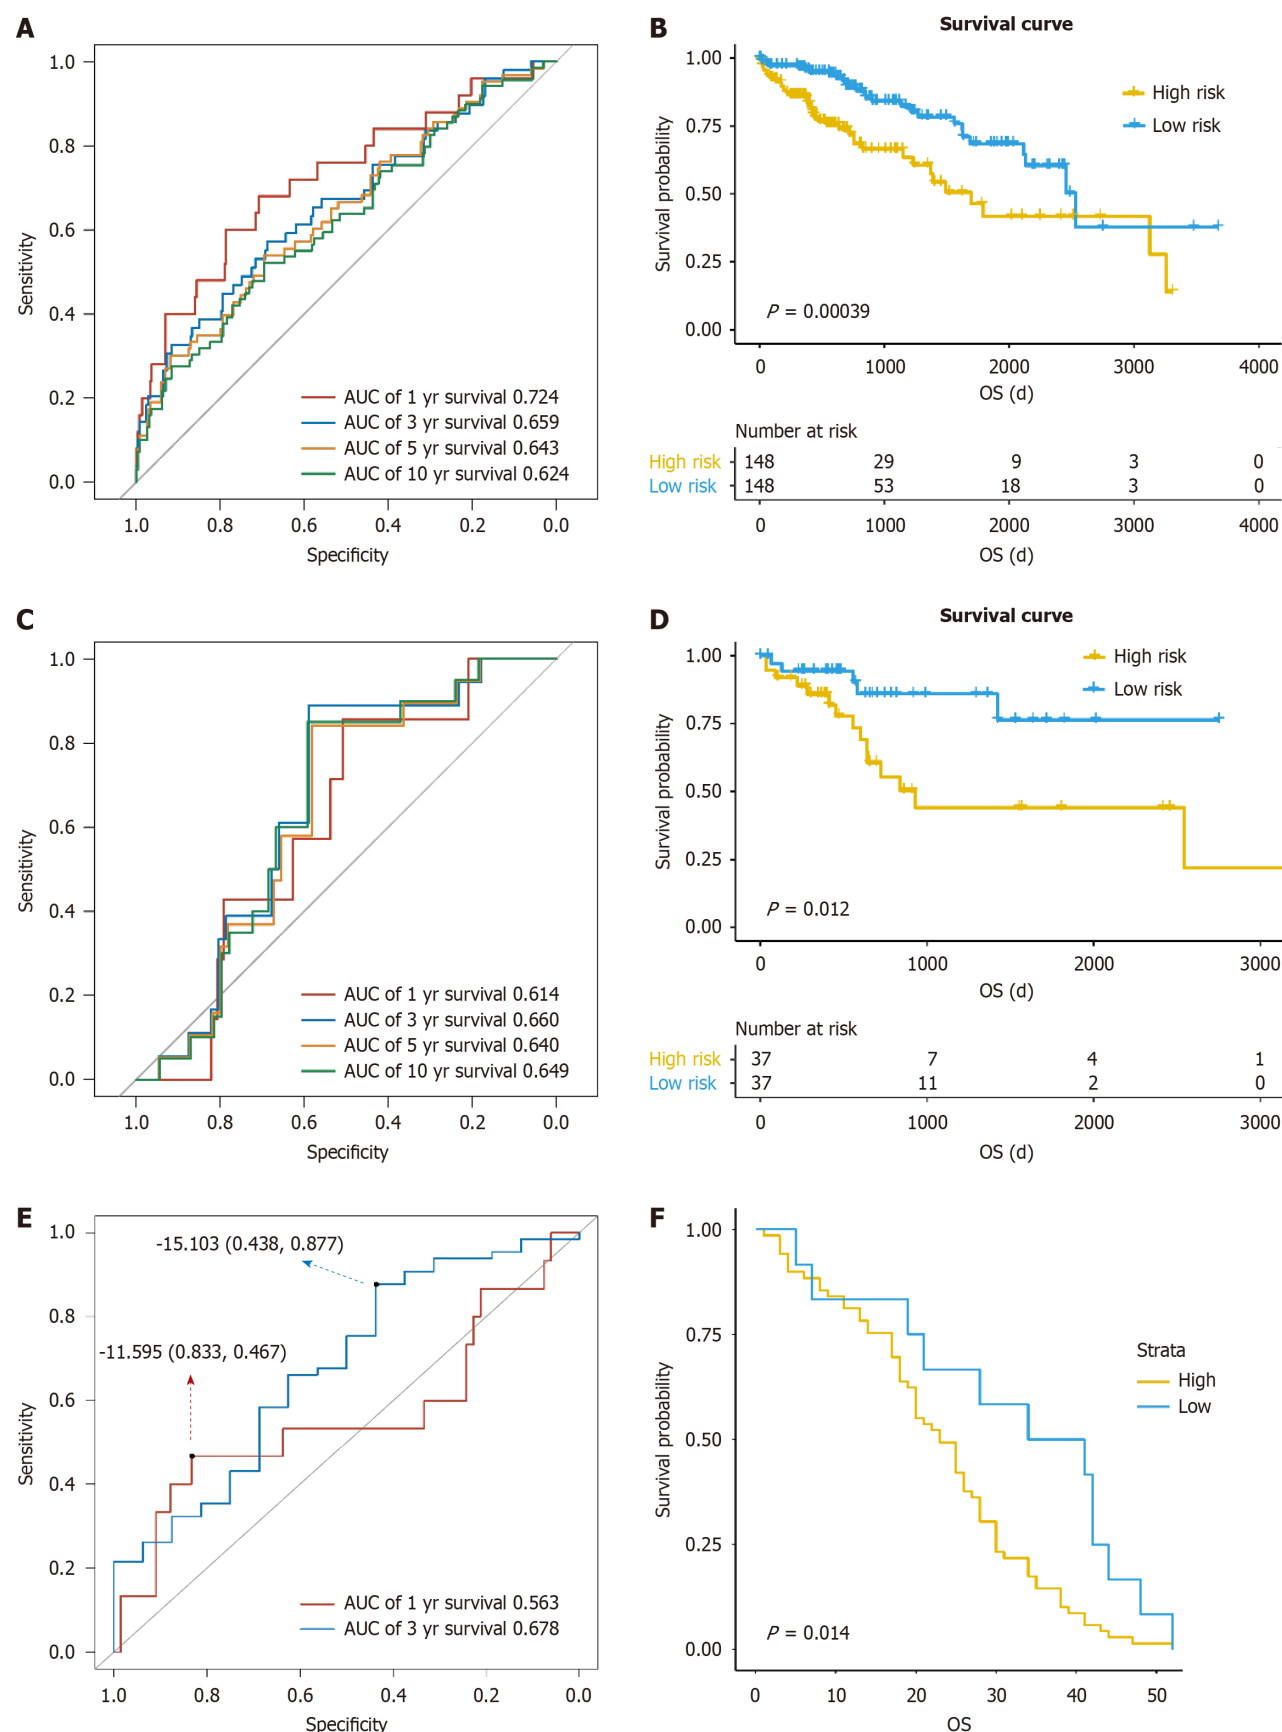 A
1.0
0.8
0.6
0.4
0.2
0.0
Sensitivity
AUC of 1 yr survival 0.724
AUC of 3 yr survival 0.659
AUC of 5 yr survival 0.643
AUC of 10 yr survival 0.624
1.0 0.8 0.6 0.4 0.2 0.0
Specificity
B
Survival curve
1.00
0.75
0.50
0.25
0.00
Survival probability
High risk
Low risk
P = 0.00039
0 1000 2000 3000 4000
OS (d)
Number at risk
High risk 148 29 9 3 0
Low risk 148 53 18 3 0
0 1000 2000 3000 4000
OS (d)
C
1.0
0.8
0.6
0.4
0.2
0.0
Sensitivity
AUC of 1 yr survival 0.614
AUC of 3 yr survival 0.660
AUC of 5 yr survival 0.640
AUC of 10 yr survival 0.649
1.0 0.8 0.6 0.4 0.2 0.0
Specificity
D
Survival curve
1.00
0.75
0.50
0.25
0.00
Survival probability
High risk
Low risk
P = 0.012
0 1000 2000 3000
OS (d)
Number at risk
High risk 37 7 4 1
Low risk 37 11 2 0
0 1000 2000 3000
OS (d)
E
1.0
0.8
0.6
0.4
0.2
0.0
Sensitivity
-15.103 (0.438, 0.877)
-11.595 (0.833, 0.467)
AUC of 1 yr survival 0.563
AUC of 3 yr survival 0.678
1.0 0.8 0.6 0.4 0.2 0.0
Specificity
F
1.00
0.75
0.50
0.25
0.00
Survival probability
Strata
High
Low
P = 0.014
0 10 20 30 40 50
OS